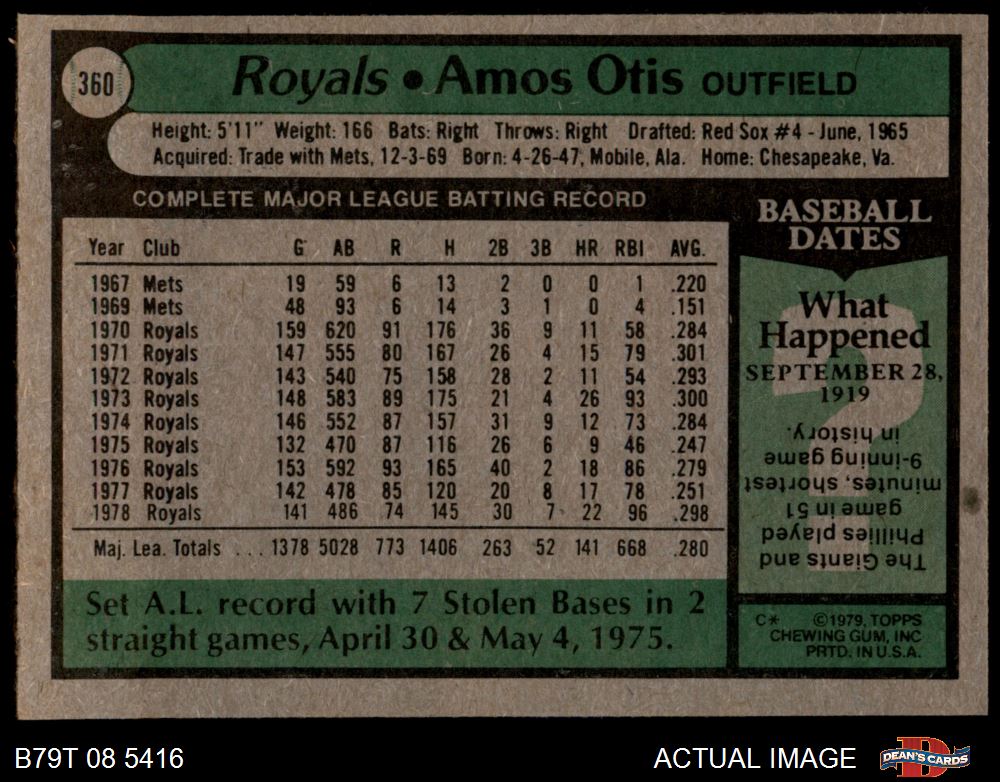 360
Royals • Amos Otis OUTFIELD
Height: 5'11" Weight: 166 Bats: Right Throws: Right Drafted: Red Sox #4 - June, 1965
Acquired: Trade with Mets, 12-3-69 Born: 4-26-47, Mobile, Ala. Home: Chesapeake, Va.
COMPLETE MAJOR LEAGUE BATTING RECORD
Year Club G AB R H 2B 3B HR RBI AVG.
1967 Mets 19 59 6 13 2 0 0 1 .220
1969 Mets 48 93 6 14 3 1 0 4 .151
1970 Royals 159 620 91 176 36 9 11 58 .284
1971 Royals 147 555 80 167 26 4 15 79 .301
1972 Royals 143 540 75 158 28 2 11 54 .293
1973 Royals 148 583 89 175 21 4 26 93 .300
1974 Royals 146 552 87 157 31 9 12 73 .284
1975 Royals 132 470 87 116 26 6 9 46 .247
1976 Royals 153 592 93 165 40 2 18 86 .279
1977 Royals 142 478 85 120 20 8 17 78 .251
1978 Royals 141 486 74 145 30 7 22 96 .298
Maj. Lea. Totals ... 1378 5028 773 1406 263 52 141 668 .280
Set A.L. record with 7 Stolen Bases in 2
straight games, April 30 & May 4, 1975.
BASEBALL
DATES
2
What
Happened
SEPTEMBER 28,
1919
The Giants and
Phillies played
game in 51
minutes, shortest
9-inning game
in history.
C* ©1979, TOPPS
CHEWING GUM, INC
PRTD. IN U.S.A.
B79T 08 5416
ACTUAL IMAGE
DEAN'S CARDS